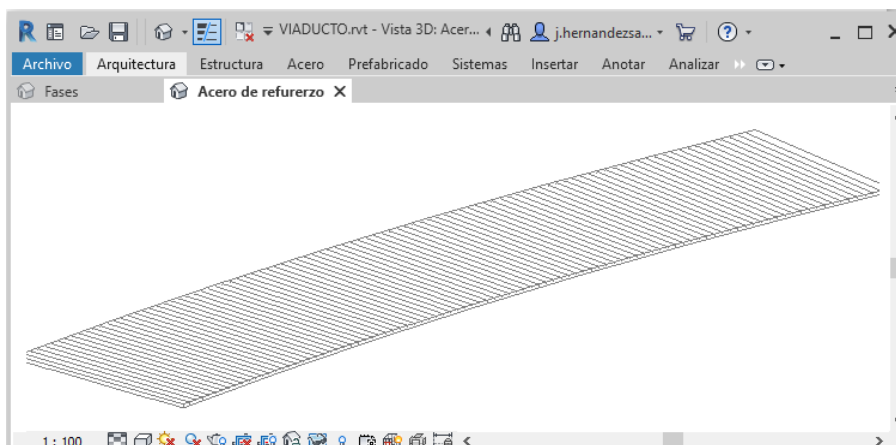 R VIADUCTO.rvt - Vista 3D: Acer... j.hernandezsa... ?
Archivo Arquitectura Estructura Acero Prefabricado Sistemas Insertar Anotar Analizar
Fases Acero de refurerzo X
1 : 100